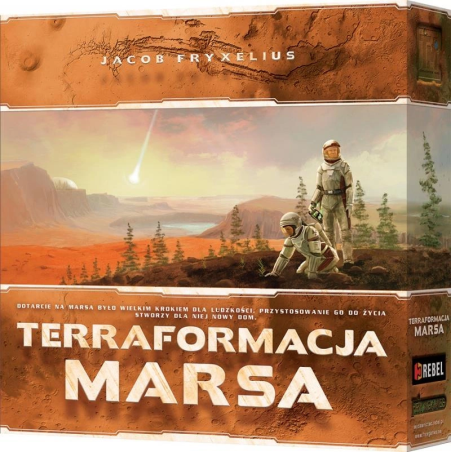 JACOB FRYXELIUS
DOTARCIE NA MARSA BYŁO WIELKIM KROKIEM DLA LUDZKOŚCI. PRZYSTOSOWANIE GO DO ŻYCIA
STWORZY DLA NIEJ NOWY DOM.
TERRAFORMACJA
MARSA
TERRAFORMACJA
MARSA
REBEL